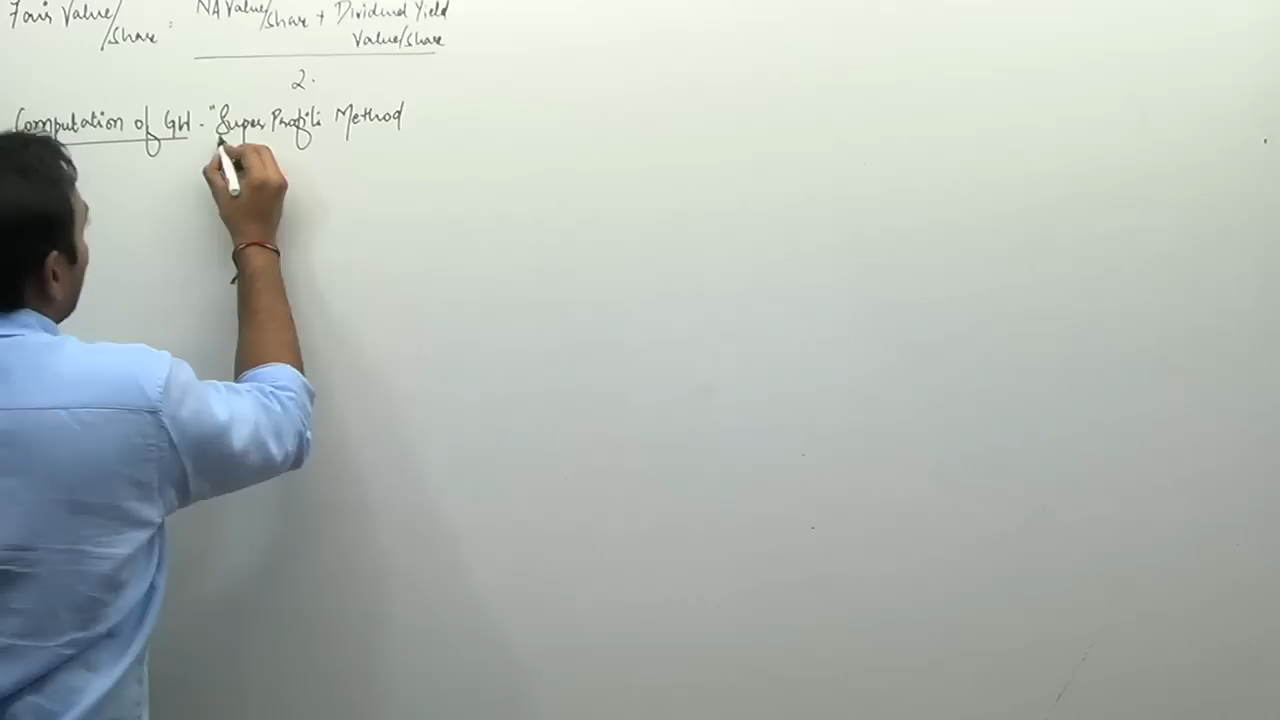 Fair Value/share = NA Value/share + Dividend Yield
Value/share
2.
Computation of GW - "Super Profits Method